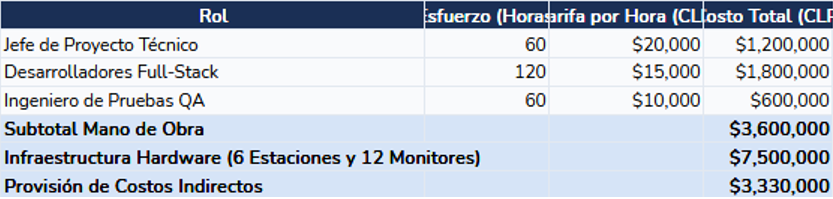 Rol Esfuerzo (Horas arifa por Hora (CL osto Total (CLP
Jefe de Proyecto Técnico 60 $20,000 $1,200,000
Desarrolladores Full-Stack 120 $15,000 $1,800,000
Ingeniero de Pruebas QA 60 $10,000 $600,000
Subtotal Mano de Obra $3,600,000
Infraestructura Hardware (6 Estaciones y 12 Monitores) $7,500,000
Provisión de Costos Indirectos $3,330,000